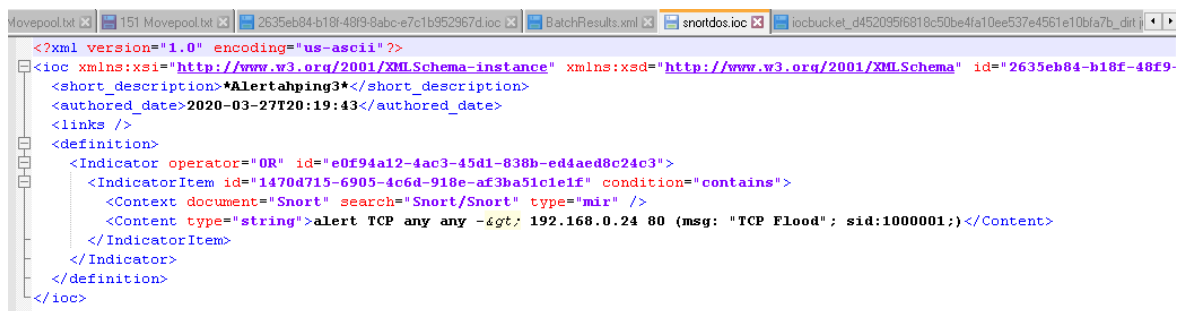 Movepool.txt 151 Movepool.txt 2635eb84-b18f-48f9-8abc-e7c1b952967d.ioc BatchResults.xml snortdos.ioc iocbucket_d452095f6818c50be4fa10ee537e4561e10bfa7b_dirt
<?xml version="1.0" encoding="us-ascii"?>
<ioc xmlns:xsi="http://www.w3.org/2001/XMLSchema-instance" xmlns:xsd="http://www.w3.org/2001/XMLSchema" id="2635eb84-b18f-48f9-
<short_description>*Alertahping3*</short_description>
<authored_date>2020-03-27T20:19:43</authored_date>
<links />
<definition>
<Indicator operator="OR" id="e0f94a12-4ac3-45d1-838b-ed4aed8c24c3">
<IndicatorItem id="1470d715-6905-4c6d-918e-af3ba51c1e1f" condition="contains">
<Context document="Snort" search="Snort/Snort" type="mir" />
<Content type="string">alert TCP any any -&gt; 192.168.0.24 80 (msg: "TCP Flood"; sid:1000001;)</Content>
</IndicatorItem>
</Indicator>
</definition>
</ioc>